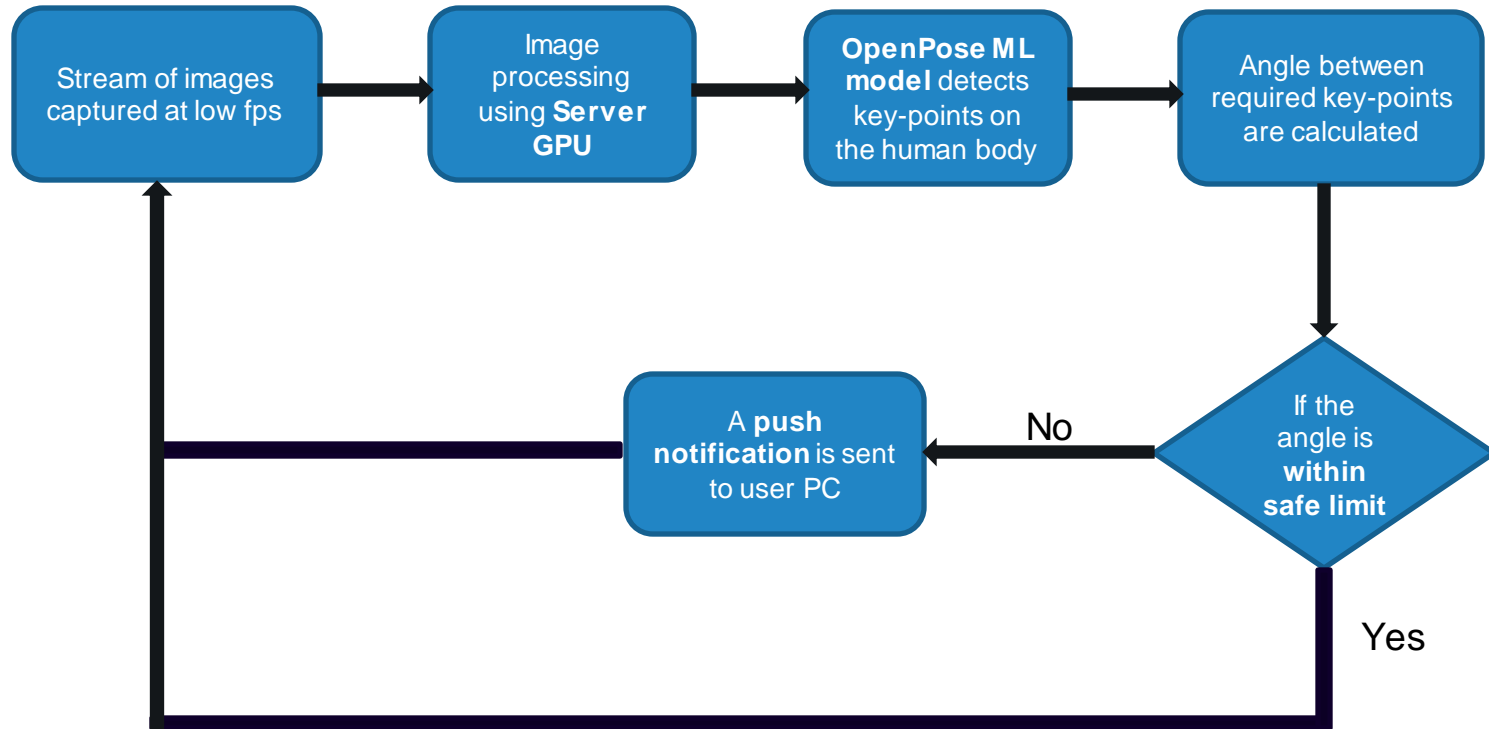 Stream of images
captured at low fps
Image
processing
using Server
GPU
OpenPose ML
model detects
key-points on
the human body
Angle between
required key-points
are calculated
If the
angle is
within
safe limit
No
A push
notification is sent
to user PC
Yes